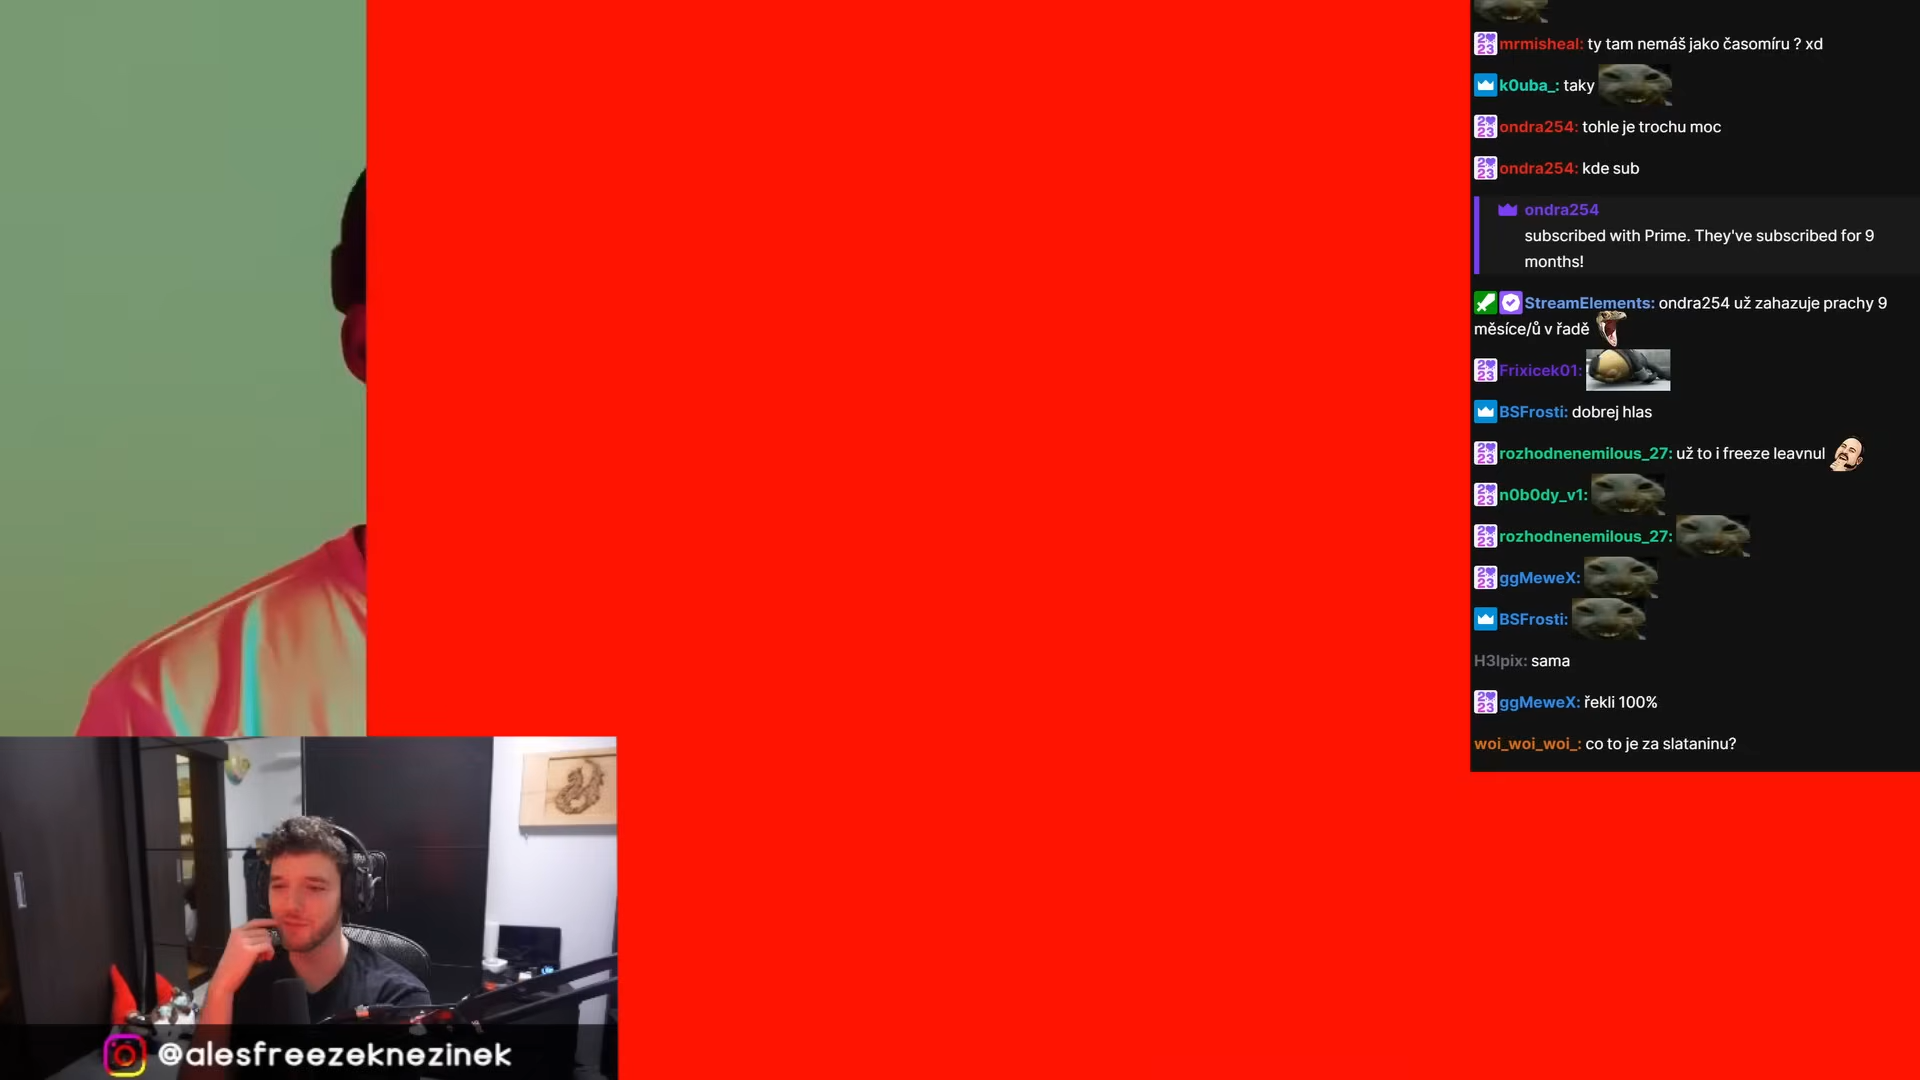 mrmisheal: ty tam nemáš jako časomíru ? xd
k0uba_: taky
ondra254: tohle je trochu moc
ondra254: kde sub
ondra254
subscribed with Prime. They've subscribed for 9
months!
StreamElements: ondra254 už zahazuje prachy 9
měsíce/ů v řadě
Frixicek01:
BSFrosti: dobrej hlas
rozhodnenemilous_27: už to i freeze leavnul
n0b0dy_v1:
rozhodnenemilous_27:
ggMeweX:
BSFrosti:
H3lpix: sama
ggMeweX: řekli 100%
woi_woi_woi_: co to je za slataninu?
@alesfreezeknezinek